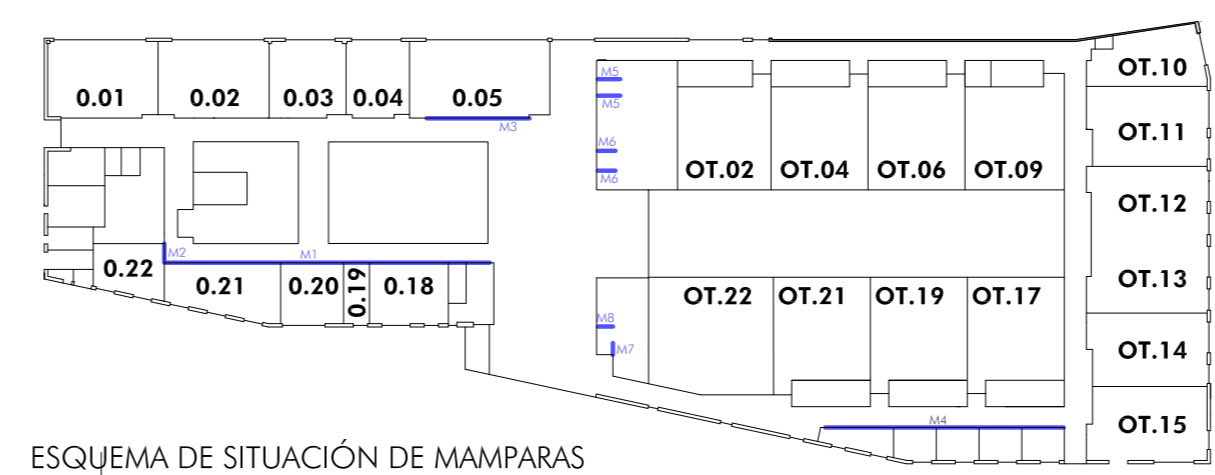 OT.10
M5
0.01 0.02 0.03 0.04 0.05
M5
M3
OT.11
M6
M6
OT.02 OT.04 OT.06 OT.09
OT.12
M2
M1
0.22
0.21 0.20 0.19 0.18
OT.13
OT.22 OT.21 OT.19 OT.17
M8
M7
OT.14
M4
OT.15
ESQUEMA DE SITUACIÓN DE MAMPARAS